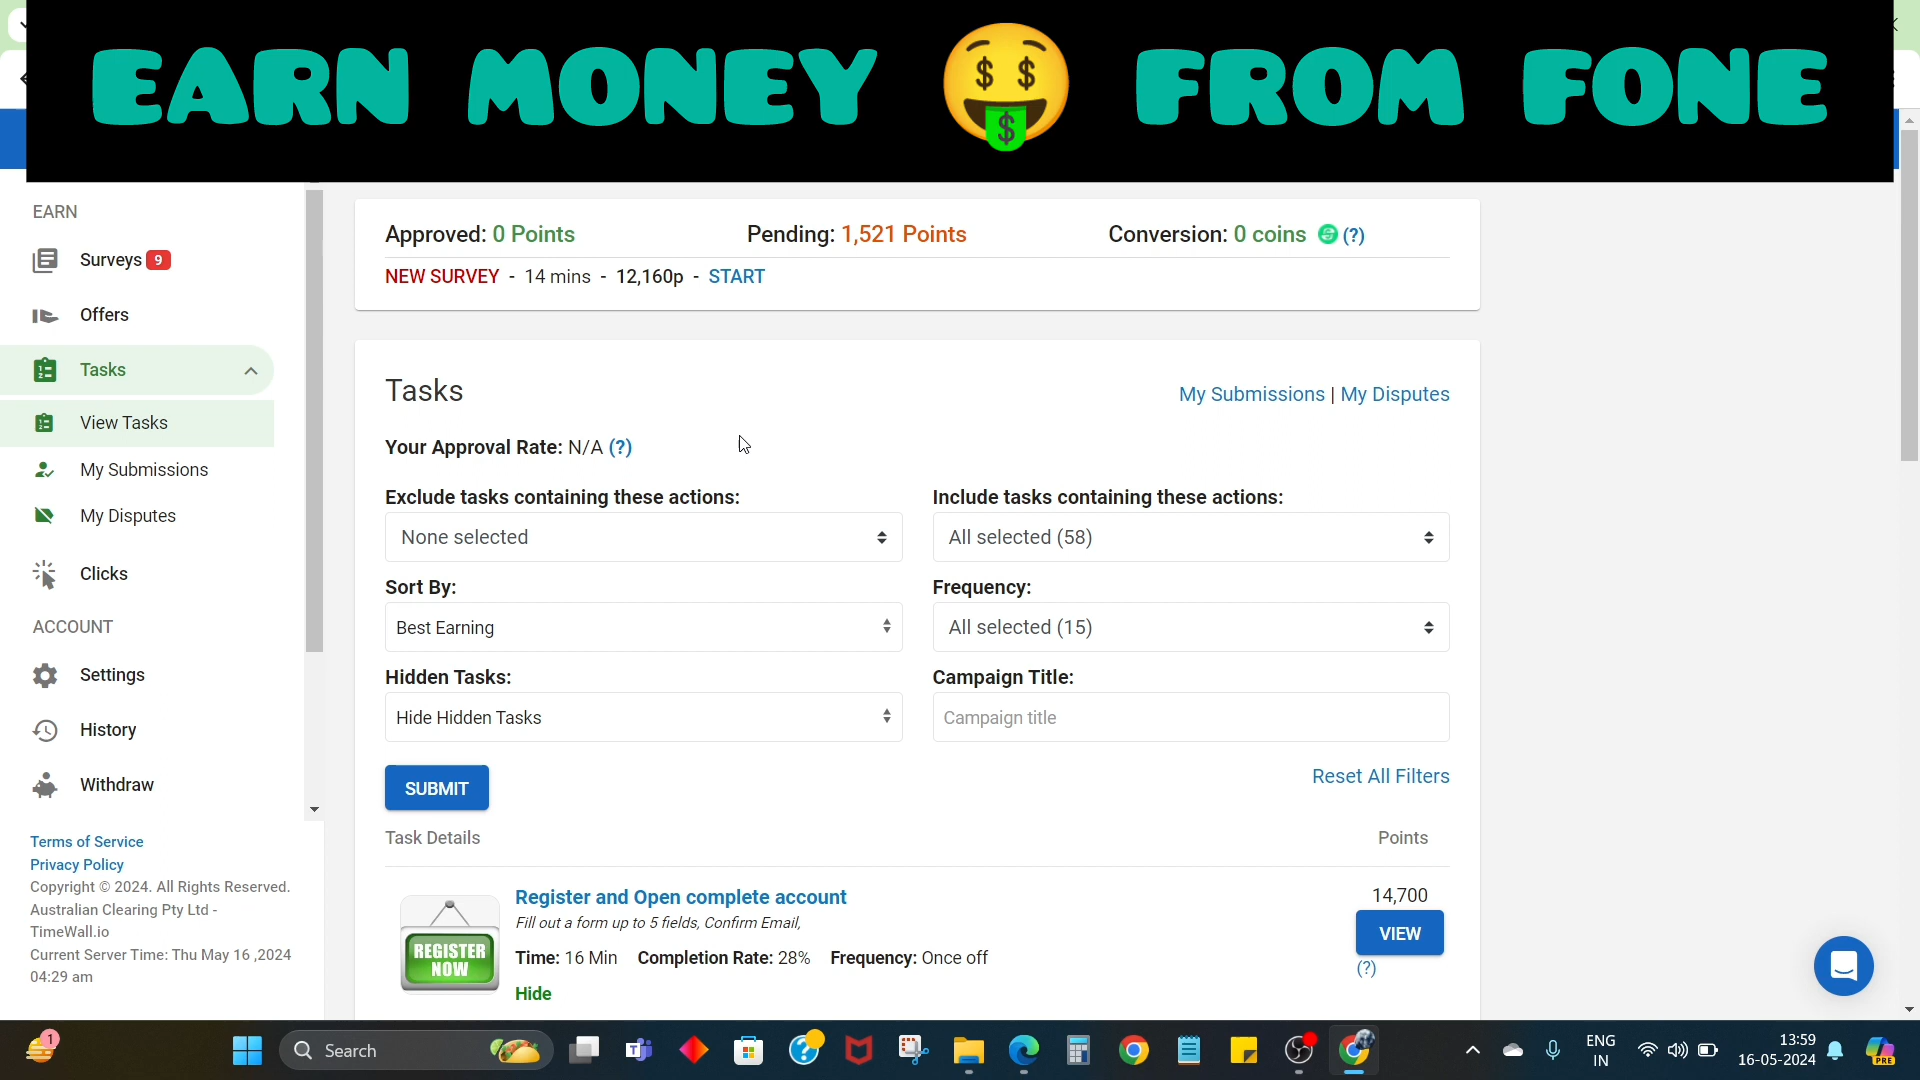 EARN MONEY 🤑 FROM FONE
EARN
Surveys 9
Offers
Tasks
View Tasks
My Submissions
My Disputes
Clicks
ACCOUNT
Settings
History
Withdraw
Terms of Service
Privacy Policy
Copyright © 2024. All Rights Reserved.
Australian Clearing Pty Ltd -
TimeWall.io
Current Server Time: Thu May 16 ,2024
04:29 am
Approved: 0 Points Pending: 1,521 Points Conversion: 0 coins (?)
NEW SURVEY - 14 mins - 12,160p - START
Tasks
My Submissions | My Disputes
Your Approval Rate: N/A (?)
Exclude tasks containing these actions: Include tasks containing these actions:
None selected All selected (58)
Sort By: Frequency:
Best Earning All selected (15)
Hidden Tasks: Campaign Title:
Hide Hidden Tasks Campaign title
SUBMIT
Reset All Filters
Task Details Points
REGISTER
NOW
Register and Open complete account
Fill out a form up to 5 fields, Confirm Email,
Time: 16 Min Completion Rate: 28% Frequency: Once off
Hide
14,700
VIEW
(?)
1
Search
ENG
IN
13:59
16-05-2024
PRE